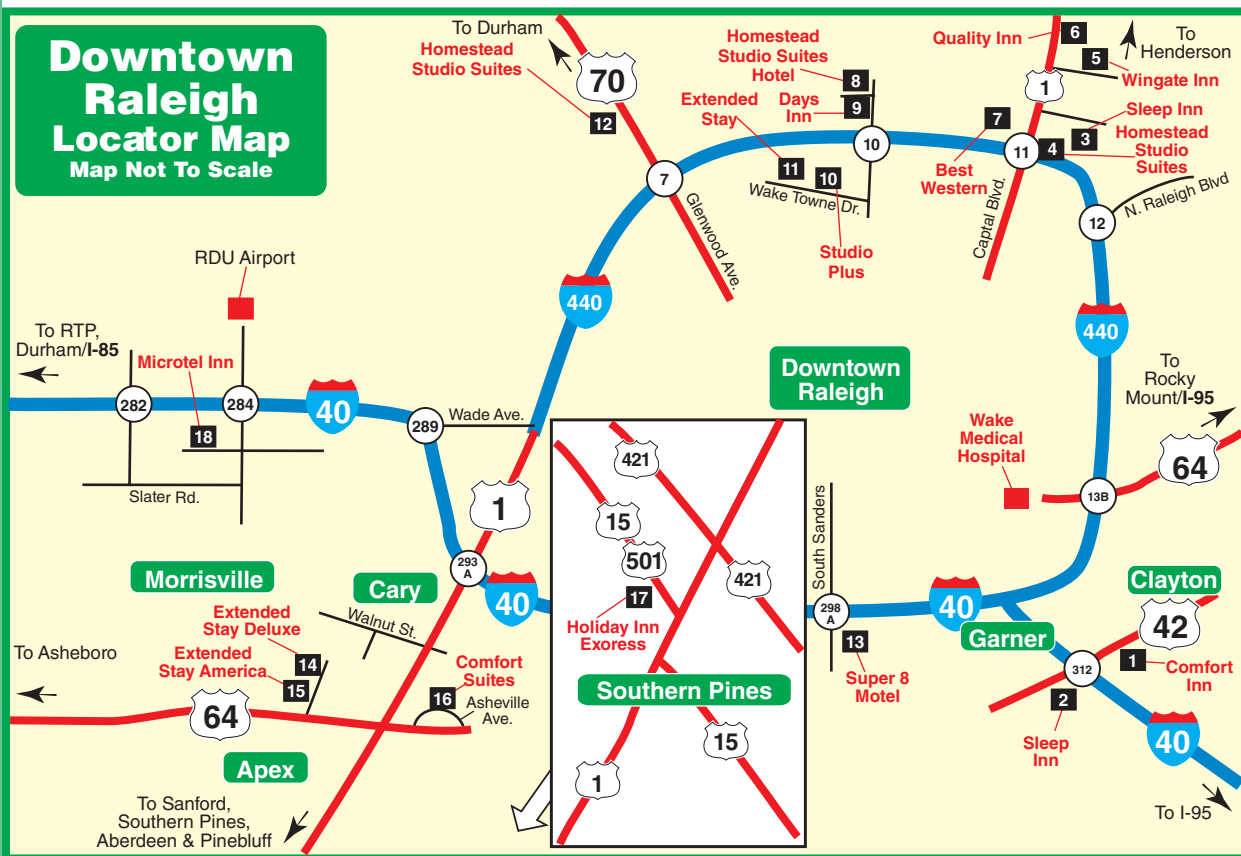 Downtown
Raleigh
Locator Map
Map Not To Scale
To Durham
Homestead
Studio Suites
12
70
Homestead
Studio Suites
Hotel
8
Days
Inn
9
Extended
Stay
11
10
Wake Towne Dr.
Studio
Plus
10
7
Glenwood Ave.
Quality Inn
6
To
Henderson
5
Wingate Inn
1
Sleep Inn
3
7
Best
Western
11
4
Homestead
Studio
Suites
Captal Blvd.
12
N. Raleigh Blvd
440
440
RDU Airport
To RTP,
Durham/I-85
Microtel Inn
18
282
284
40
289
Wade Ave.
Slater Rd.
1
293
A
40
Downtown
Raleigh
421
15
501
421
17
Holiday Inn
Exoress
Southern Pines
15
1
South Sanders
298
A
13
Super 8
Motel
Wake
Medical
Hospital
13B
64
To
Rocky
Mount/I-95
40
Garner
Clayton
42
312
1
Comfort
Inn
2
Sleep
Inn
40
To I-95
Morrisville
Cary
Walnut St.
Extended
Stay Deluxe
14
Extended
Stay America
15
To Asheboro
64
Comfort
Suites
16
Asheville
Ave.
Apex
To Sanford,
Southern Pines,
Aberdeen & Pinebluff